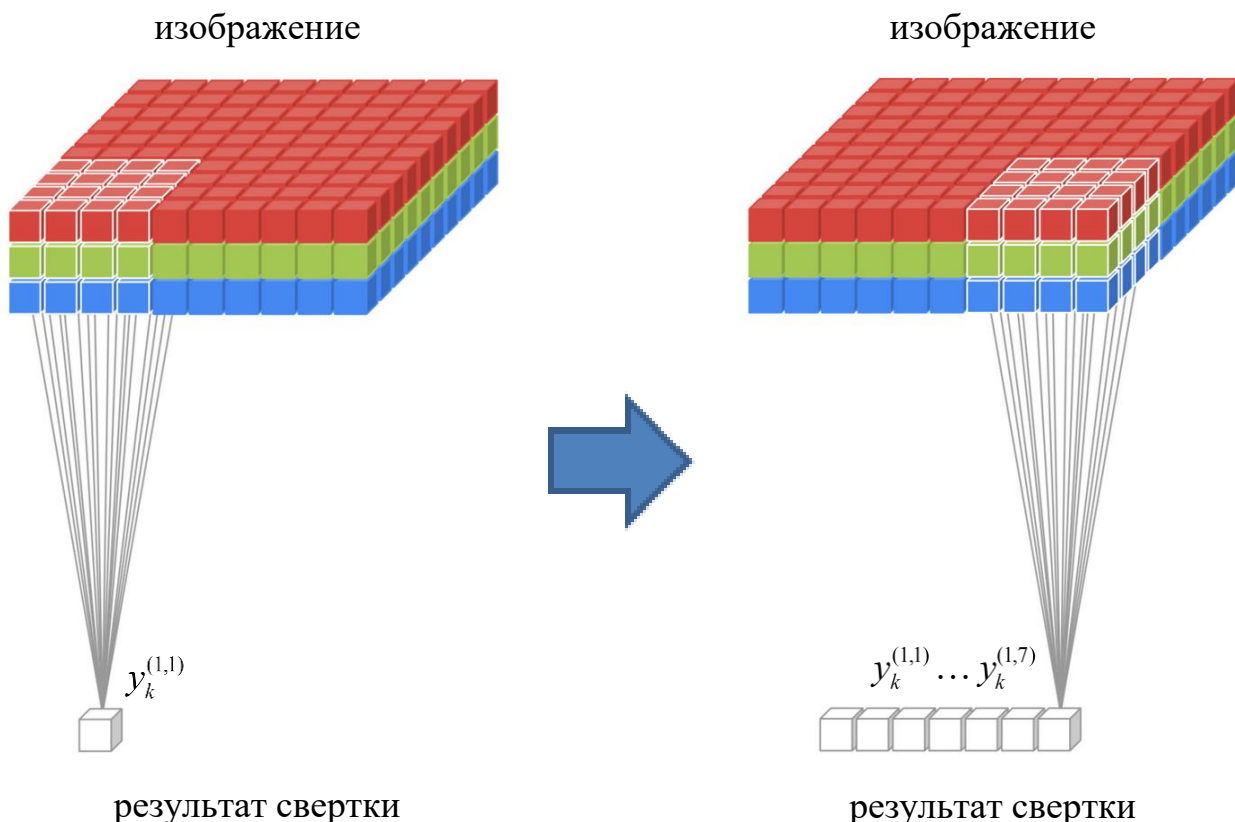 изображение
изображение
y_k^{(1,1)}
y_k^{(1,1)} … y_k^{(1,7)}
результат свертки
результат свертки